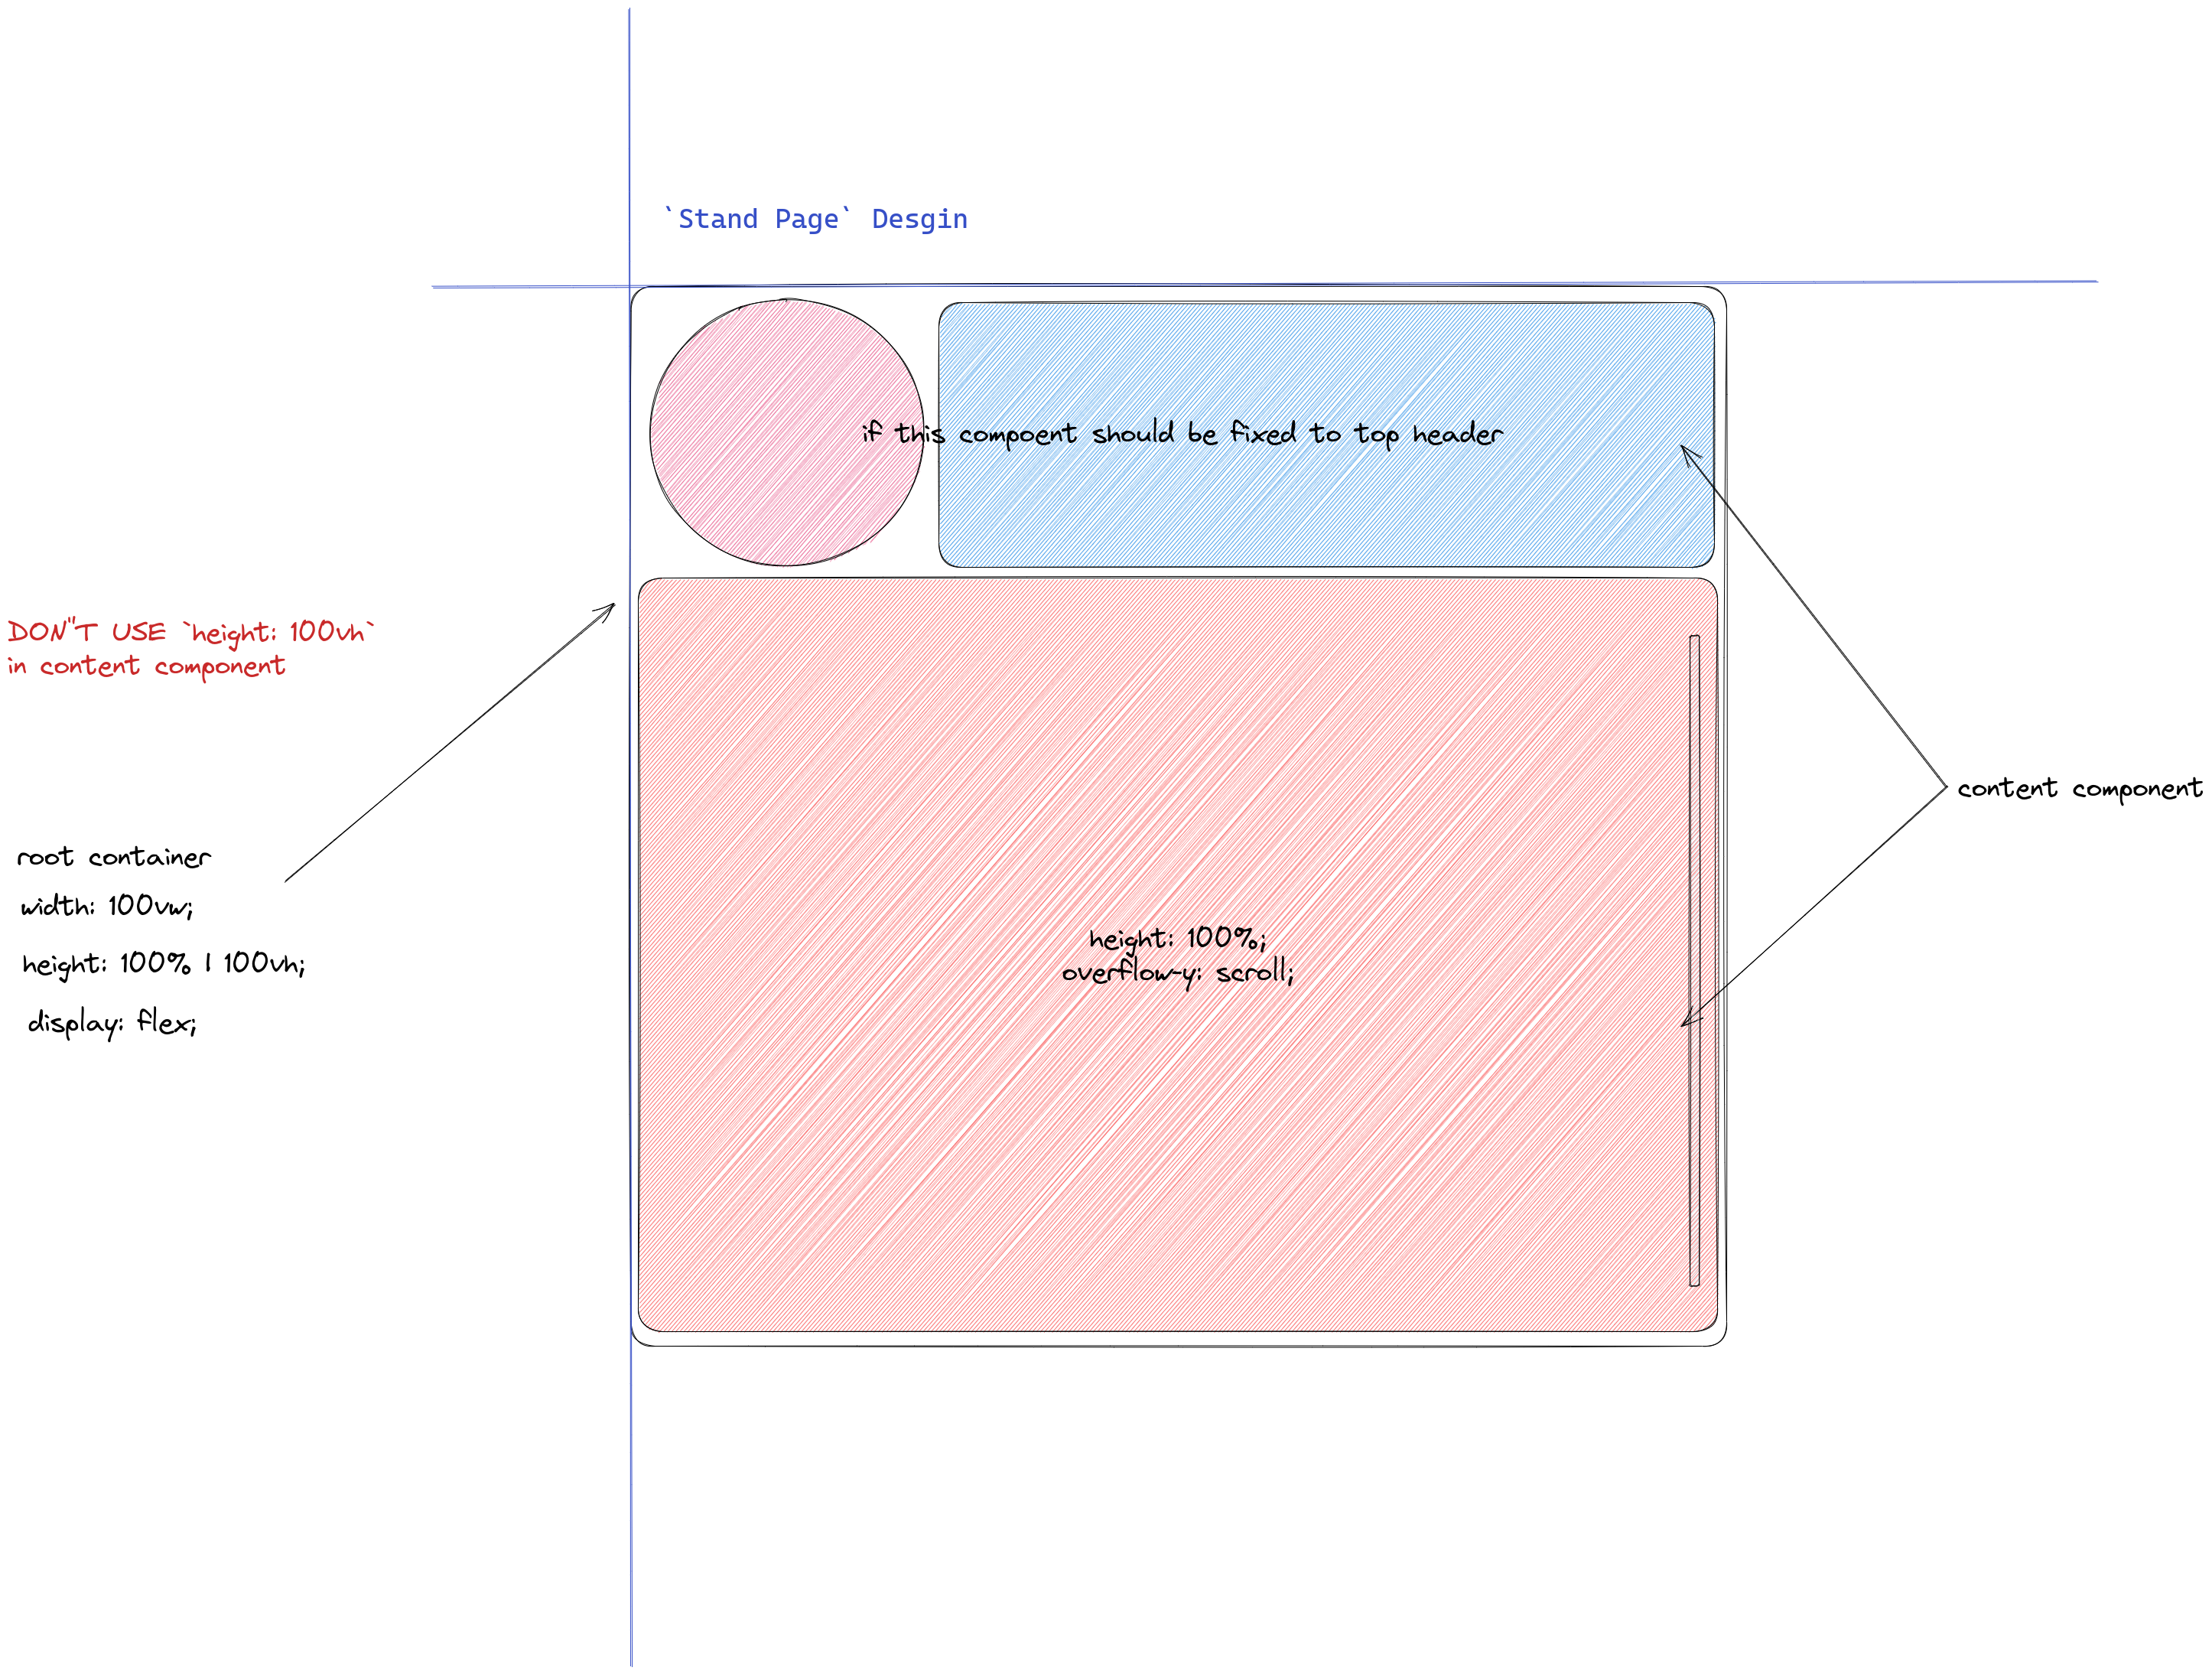 `Stand Page` Desgin
if this compoent should be fixed to top header
DON"T USE `height: 100vh`
in content component
content component
root container
width: 100vw;
height: 100% | 100vh;
display: flex;
height: 100%;
overflow-y: scroll;